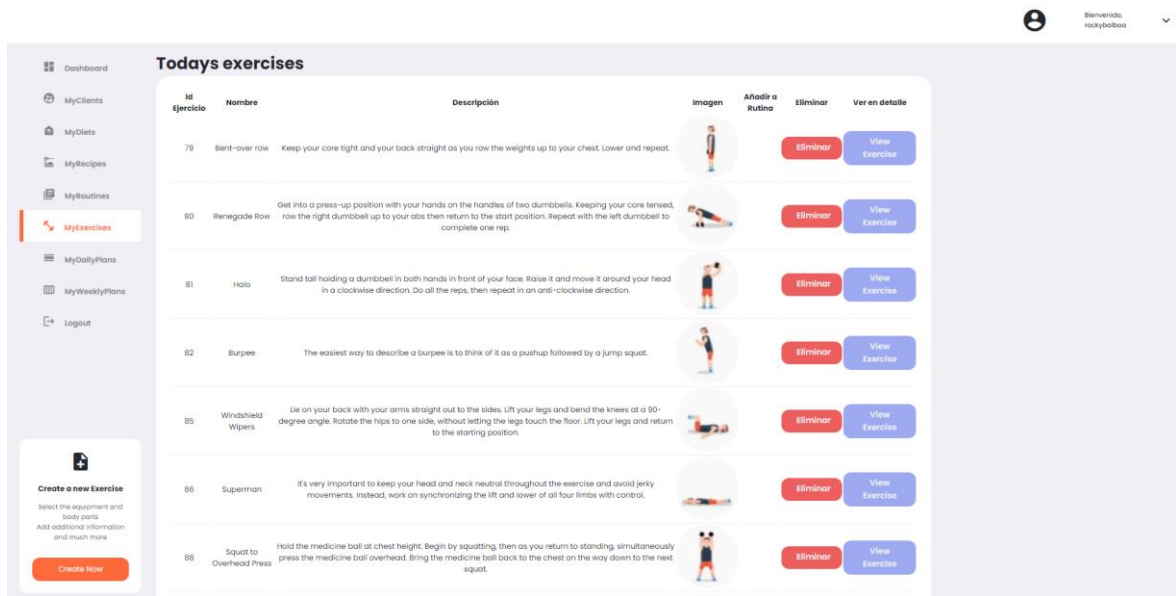 Bienvenido,
rockybalboa
Dashboard
MyClients
MyDiets
MyRecipes
MyRoutines
MyExercises
MyDailyPlans
MyWeeklyPlans
Logout
Create a new Exercise
Select the equipment and
body parts
Add additional information
and much more
Create Now
Todays exercises
Id Ejercicio Nombre Descripción Imagen Añadir a Rutina Eliminar Ver en detalle
79 Bent-over row Keep your core tight and your back straight as you row the weights up to your chest. Lower and repeat. Eliminar View Exercise
80 Renegade Row Get into a press-up position with your hands on the handles of two dumbbells. Keeping your core tensed,
row the right dumbbell up to your abs then return to the start position. Repeat with the left dumbbell to
complete one rep. Eliminar View Exercise
81 Halo Stand tall holding a dumbbell in both hands in front of your face. Raise it and move it around your head
in a clockwise direction. Do all the reps, then repeat in an anti-clockwise direction. Eliminar View Exercise
82 Burpee The easiest way to describe a burpee is to think of it as a pushup followed by a jump squat. Eliminar View Exercise
85 Windshield Wipers Lie on your back with your arms straight out to the sides. Lift your legs and bend the knees at a 90-
degree angle. Rotate the hips to one side, without letting the legs touch the floor. Lift your legs and return
to the starting position. Eliminar View Exercise
86 Superman It's very important to keep your head and neck neutral throughout the exercise and avoid jerky
movements. Instead, work on synchronizing the lift and lower of all four limbs with control. Eliminar View Exercise
88 Squat to Overhead Press Hold the medicine ball at chest height. Begin by squatting, then as you return to standing, simultaneously
press the medicine ball overhead. Bring the medicine ball back to the chest on the way down to the next
squat. Eliminar View Exercise